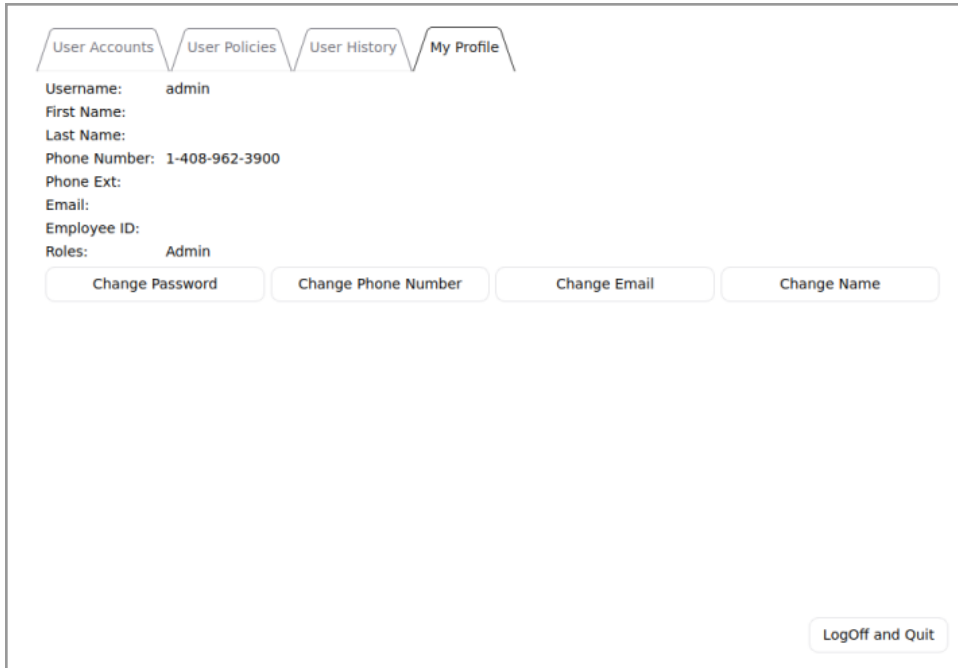 User Accounts User Policies User History My Profile
Username: admin
First Name:
Last Name:
Phone Number: 1-408-962-3900
Phone Ext:
Email:
Employee ID:
Roles: Admin
Change Password Change Phone Number Change Email Change Name
LogOff and Quit